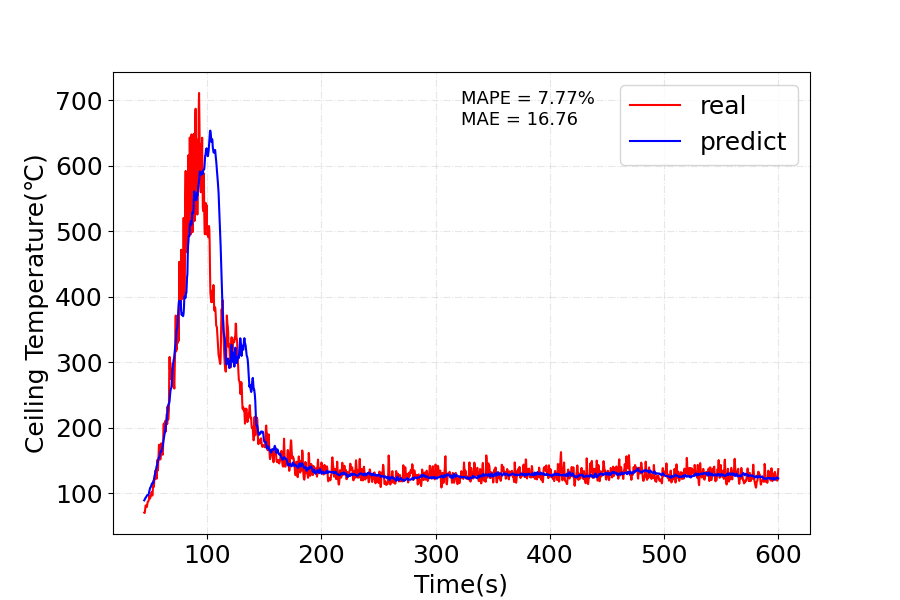 MAPE = 7.77%
MAE = 16.76
real
predict
700
600
500
400
300
200
100
Ceiling Temperature(℃)
100 200 300 400 500 600
Time(s)